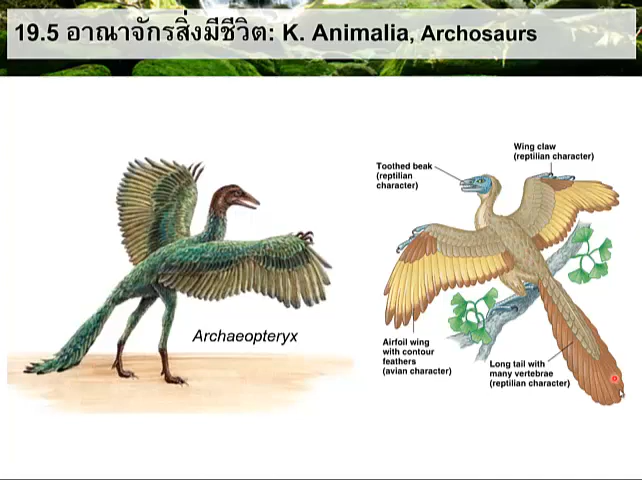 19.5 อาณาจักรสิ่งมีชีวิต: K. Animalia, Archosaurs
Wing claw
(reptilian character)
Toothed beak
(reptilian
character)
Archaeopteryx
Airfoil wing
with contour
feathers
(avian character)
Long tail with
many vertebrae
(reptilian character)